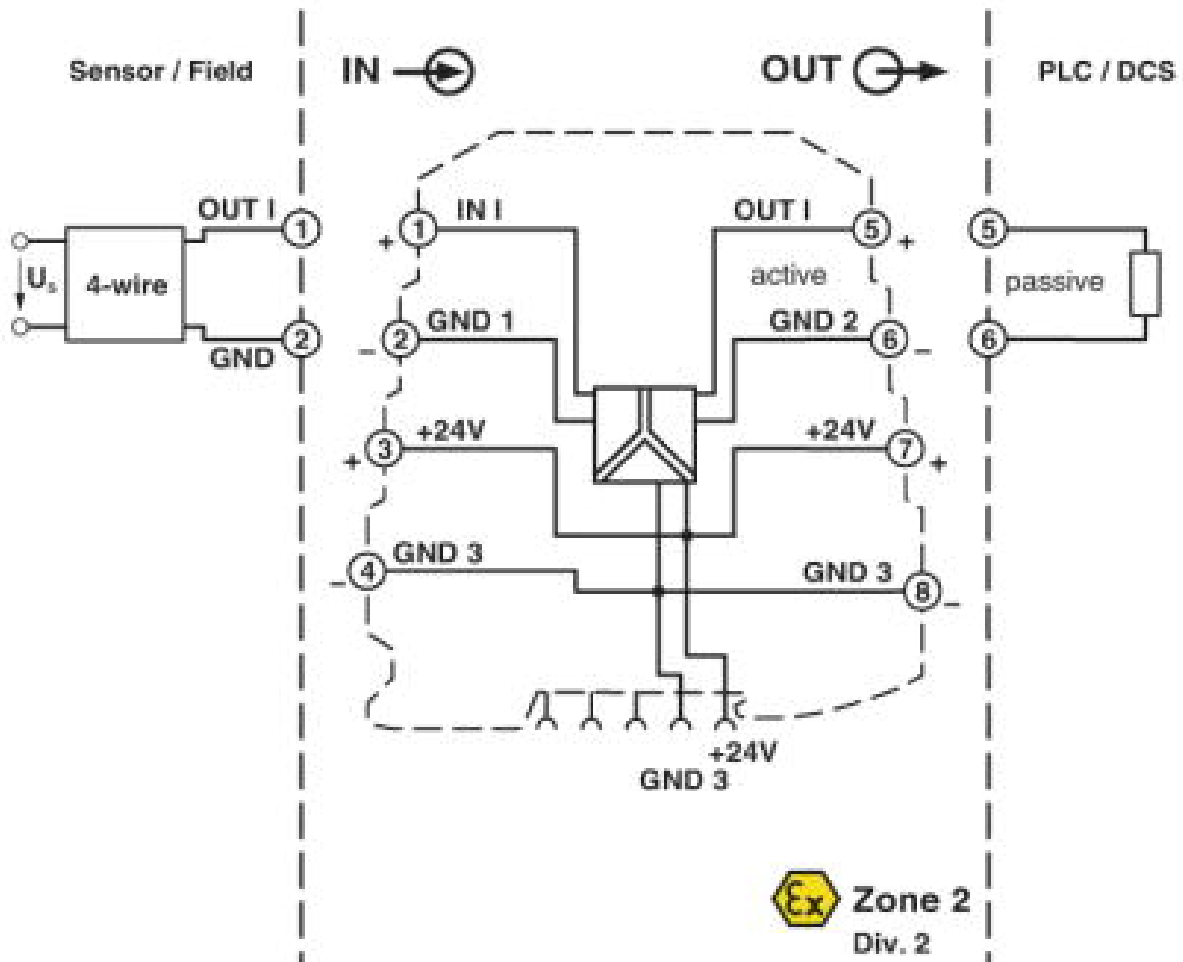 Sensor / Field
IN
OUT
PLC / DCS
OUT I
1
1
IN I
OUT I
5
5
+
+
Us
4-wire
active
passive
2
GND
2
GND 1
GND 2
6
6
–
–
3
+24V
+24V
7
+
+
4
GND 3
GND 3
8
–
–
+24V
GND 3
Ex
Zone 2
Div. 2